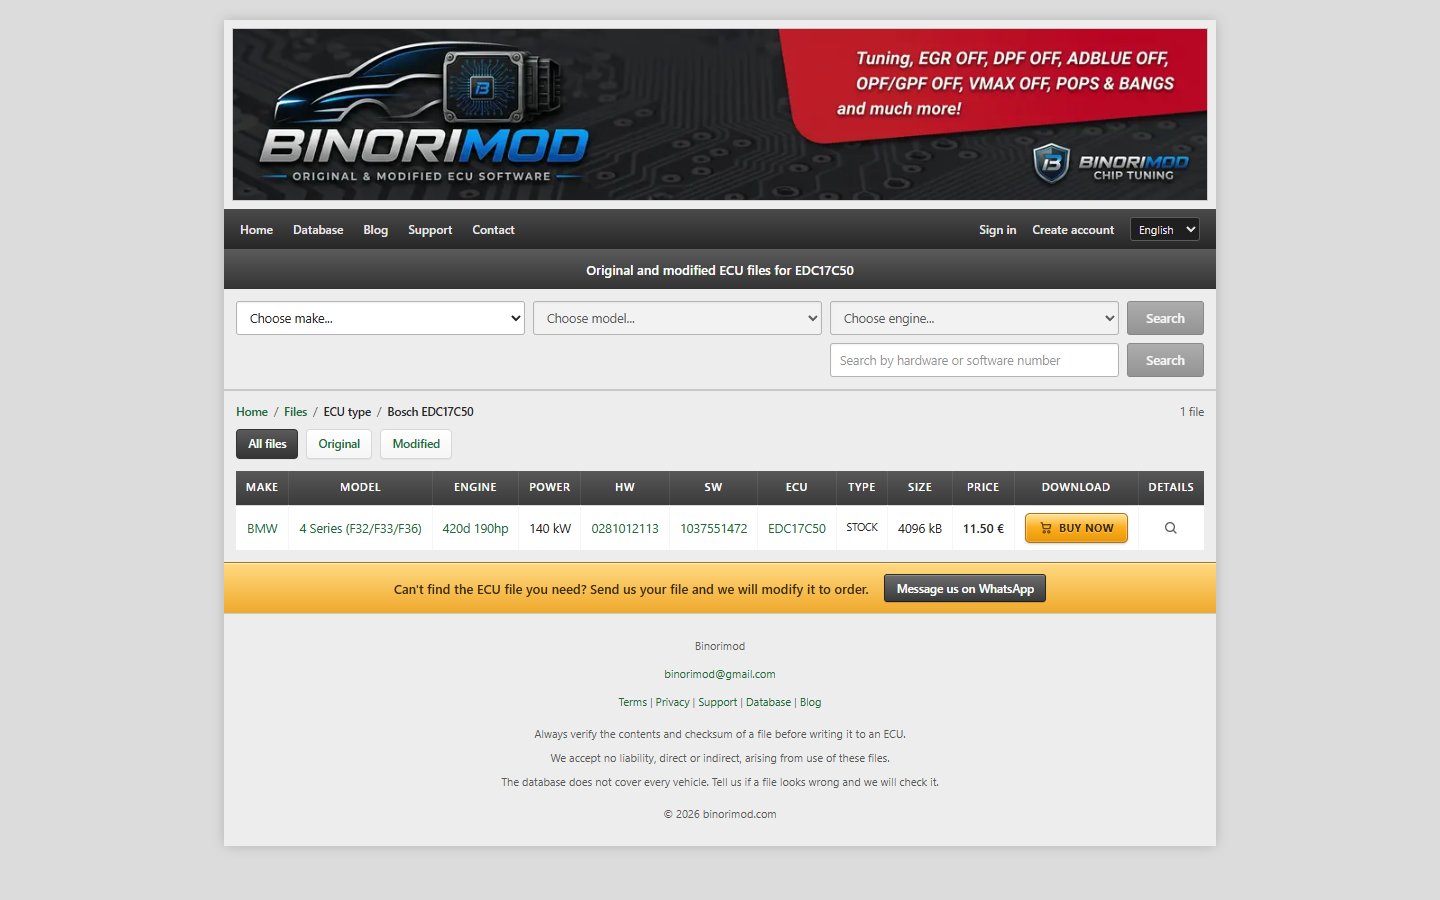 BINORIMOD
ORIGINAL & MODIFIED ECU SOFTWARE
Tuning, EGR OFF, DPF OFF, ADBLUE OFF,
OPF/GPF OFF, VMAX OFF, POPS & BANGS
and much more!
BINORIMOD
CHIP TUNING
Home Database Blog Support Contact Sign in Create account English
Original and modified ECU files for EDC17C50
Choose make... Choose model... Choose engine... Search
Search by hardware or software number Search
Home / Files / ECU type / Bosch EDC17C50 1 file
All files Original Modified
MAKE MODEL ENGINE POWER HW SW ECU TYPE SIZE PRICE DOWNLOAD DETAILS
BMW 4 Series (F32/F33/F36) 420d 190hp 140 kW 0281012113 1037551472 EDC17C50 STOCK 4096 kB 11.50 € BUY NOW
Can't find the ECU file you need? Send us your file and we will modify it to order. Message us on WhatsApp
Binorimod
binorimod@gmail.com
Terms | Privacy | Support | Database | Blog
Always verify the contents and checksum of a file before writing it to an ECU.
We accept no liability, direct or indirect, arising from use of these files.
The database does not cover every vehicle. Tell us if a file looks wrong and we will check it.
© 2026 binorimod.com